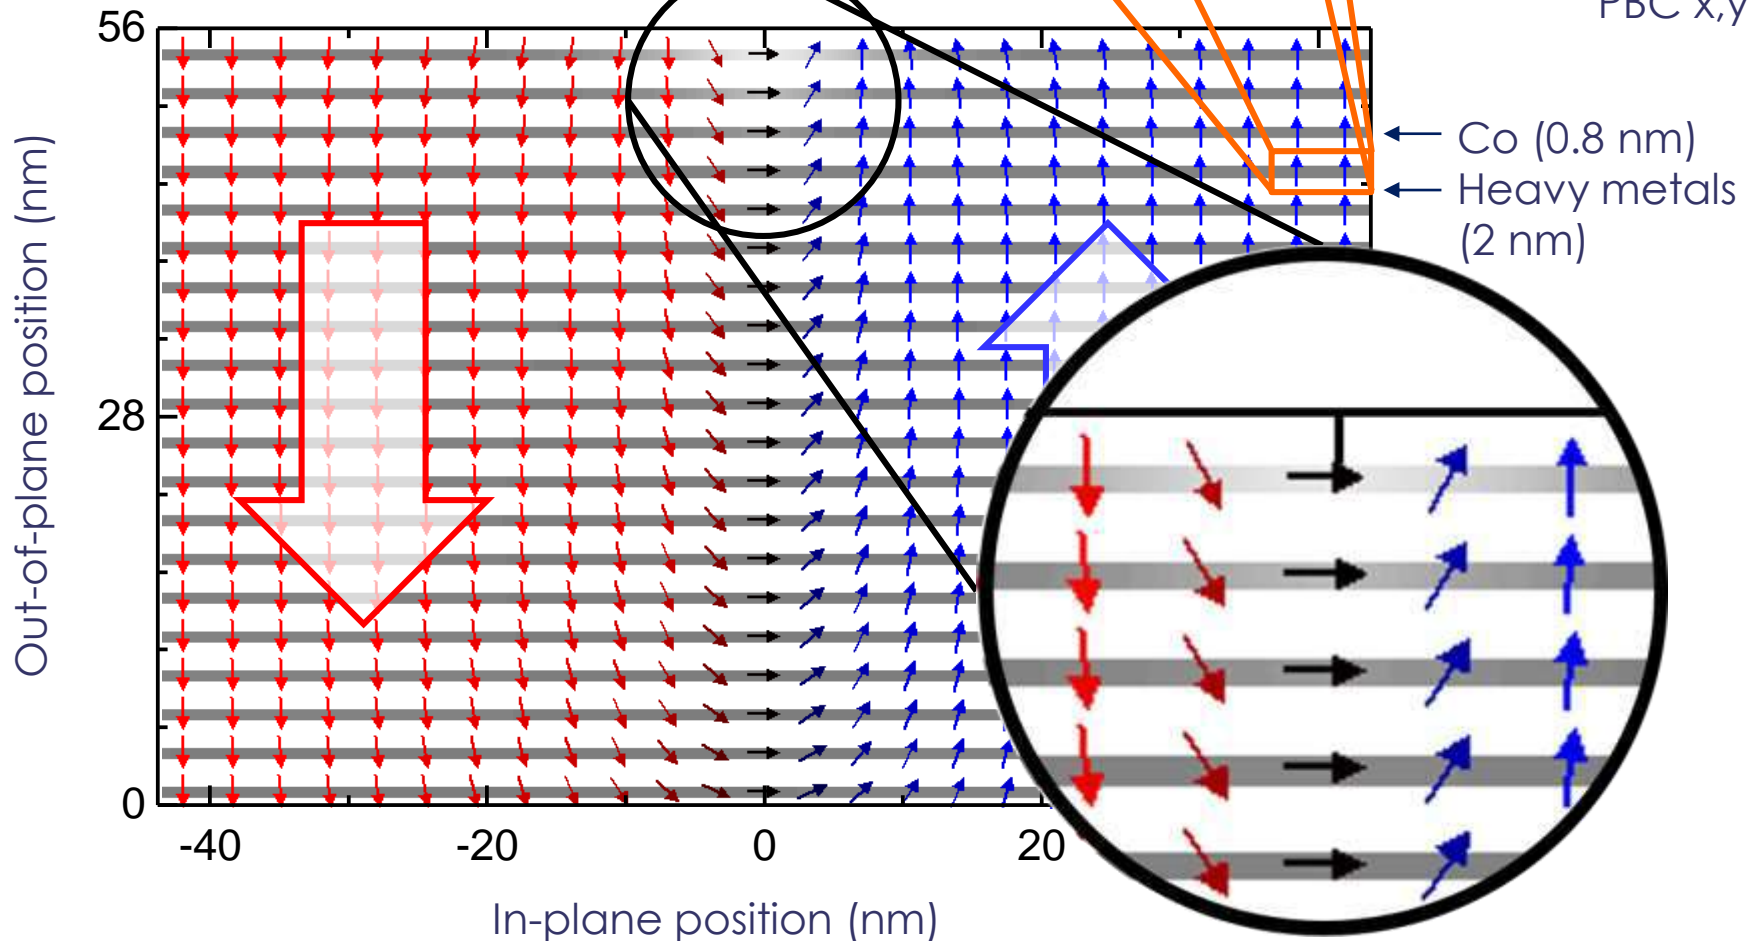 PBC x,y
56
Co (0.8 nm)
Heavy metals
(2 nm)
Out-of-plane position (nm)
28
0
-40 -20 0 20
In-plane position (nm)